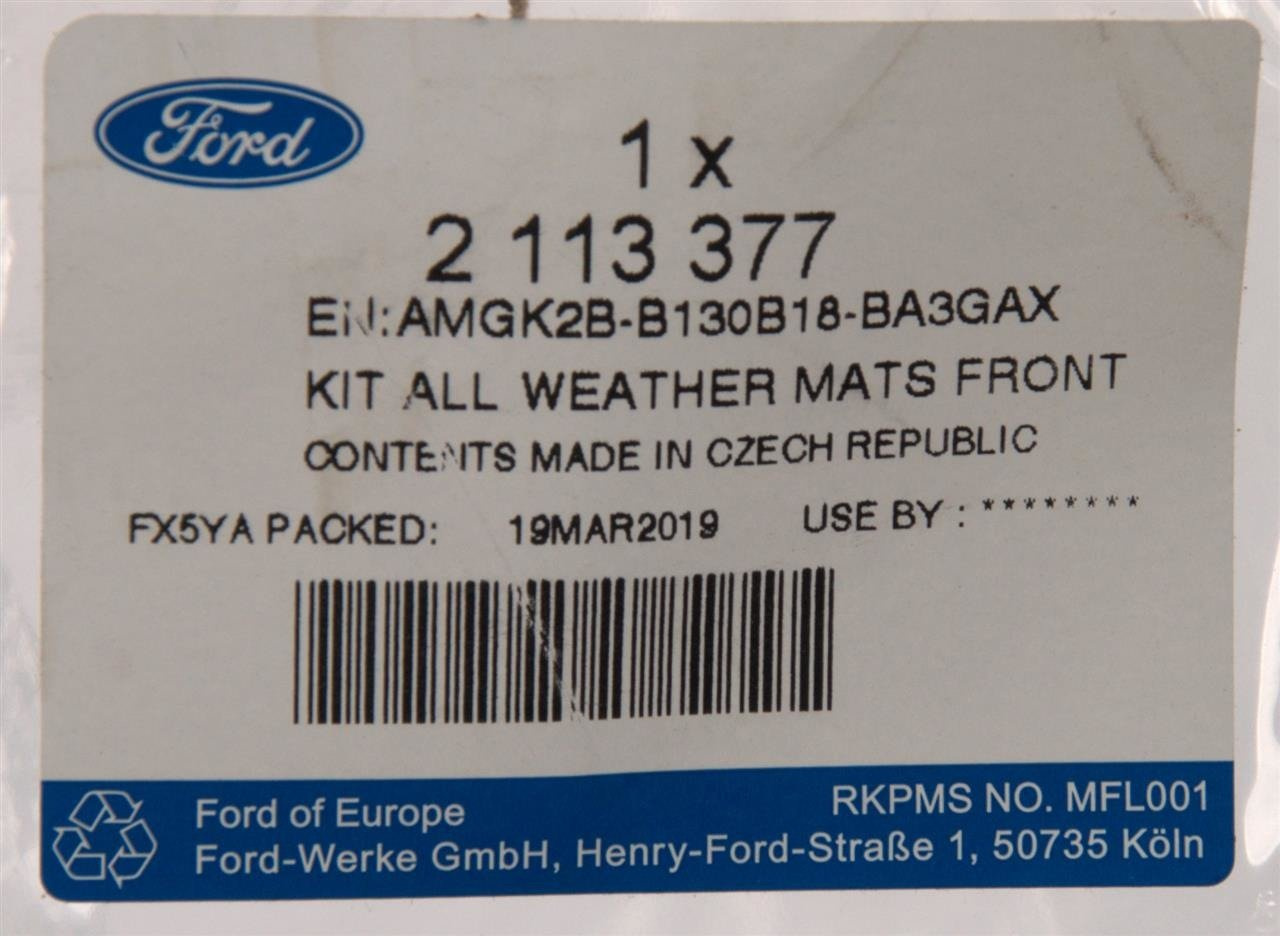 Ford
1 x
2 113 377
EN:AMGK2B-B130B18-BA3GAX
KIT ALL WEATHER MATS FRONT
CONTENTS MADE IN CZECH REPUBLIC
FX5YA PACKED: 19MAR2019 USE BY : ********
RKPMS NO. MFL001
Ford of Europe
Ford-Werke GmbH, Henry-Ford-Straße 1, 50735 Köln